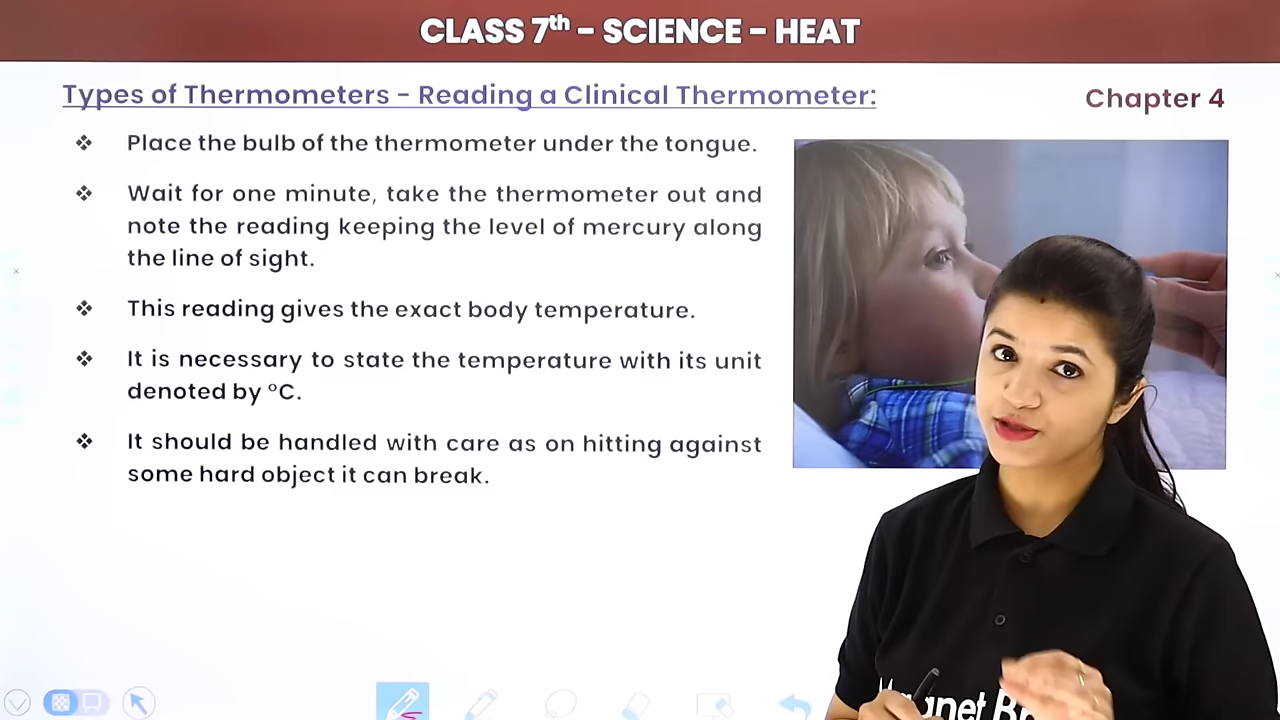 CLASS 7th - SCIENCE - HEAT
Types of Thermometers - Reading a Clinical Thermometer:
Chapter 4
❖ Place the bulb of the thermometer under the tongue.
❖ Wait for one minute, take the thermometer out and
note the reading keeping the level of mercury along
the line of sight.
❖ This reading gives the exact body temperature.
❖ It is necessary to state the temperature with its unit
denoted by °C.
❖ It should be handled with care as on hitting against
some hard object it can break.